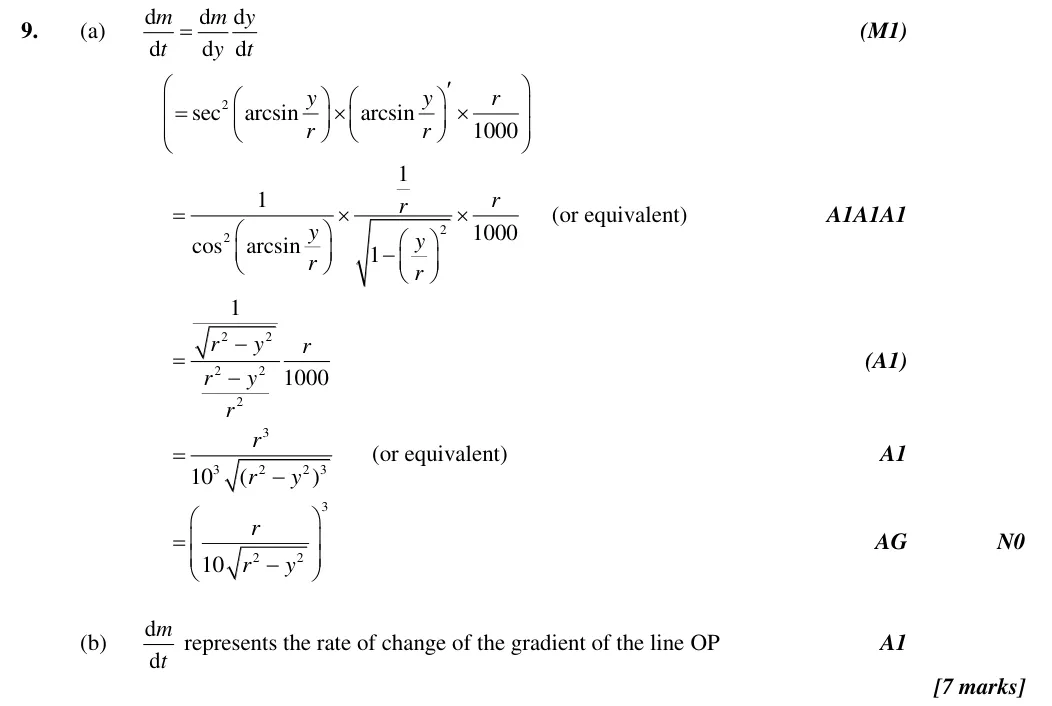 9. (a) dm/dt = dm/dy dy/dt (M1)
( = sec² ( arcsin y/r ) × ( arcsin y/r )′ × r/1000 )
= 1/cos² ( arcsin y/r ) × (1/r)/√(1 − (y/r)²) × r/1000 (or equivalent) A1A1A1
= (1/√(r² − y²))/((r² − y²)/r²) r/1000 (A1)
= r³/(10³ √((r² − y²)³)) (or equivalent) A1
= ( r/(10√(r² − y²)) )³ AG N0
(b) dm/dt represents the rate of change of the gradient of the line OP A1
[7 marks]